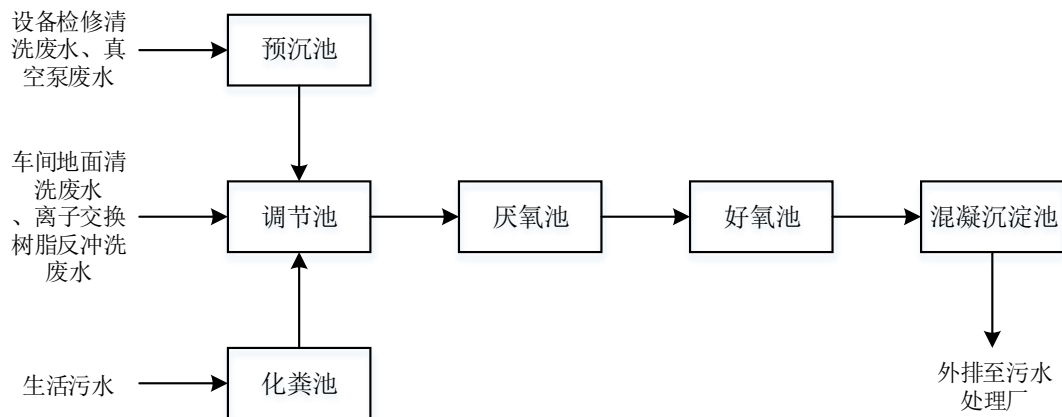 设备检修清
洗废水、真
空泵废水
预沉池
车间地面清
洗废水
、离子交换
树脂反冲洗
废水
调节池
厌氧池
好氧池
混凝沉淀池
生活污水
化粪池
外排至污水
处理厂